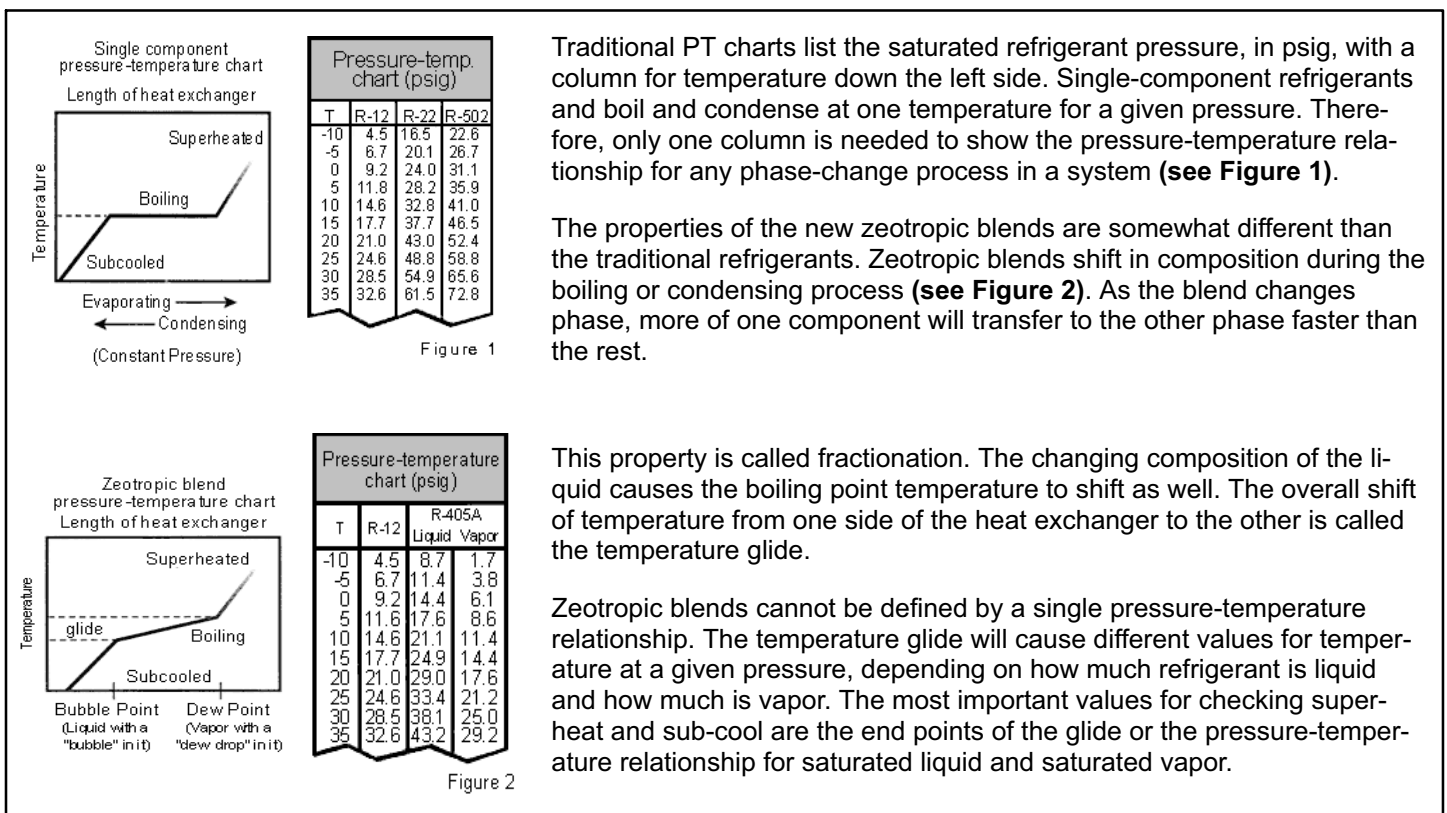 Single component
pressure-temperature chart
Length of heat exchanger
Superheated
Boiling
Subcooled
Temperature
Evaporating
Condensing
(Constant Pressure)
Pressure-temp.
chart (psig)
T R-12 R-22 R-502
-10 4.5 16.5 22.6
-5 6.7 20.1 26.7
0 9.2 24.0 31.1
5 11.8 28.2 35.9
10 14.6 32.8 41.0
15 17.7 37.7 46.5
20 21.0 43.0 52.4
25 24.6 48.8 58.8
30 28.5 54.9 65.6
35 32.6 61.5 72.8
Figure 1
Traditional PT charts list the saturated refrigerant pressure, in psig, with a
column for temperature down the left side. Single-component refrigerants
and boil and condense at one temperature for a given pressure. There-
fore, only one column is needed to show the pressure-temperature rela-
tionship for any phase-change process in a system (see Figure 1).
The properties of the new zeotropic blends are somewhat different than
the traditional refrigerants. Zeotropic blends shift in composition during the
boiling or condensing process (see Figure 2). As the blend changes
phase, more of one component will transfer to the other phase faster than
the rest.
Zeotropic blend
pressure-temperature chart
Length of heat exchanger
Superheated
glide
Boiling
Subcooled
Temperature
Bubble Point Dew Point
(Liquid with a (Vapor with a
"bubble" in it) "dew drop" in it)
Pressure-temperature
chart (psig)
T R-12 R-405A
Liquid Vapor
-10 4.5 8.7 1.7
-5 6.7 11.4 3.8
0 9.2 14.4 6.1
5 11.6 17.6 8.6
10 14.6 21.1 11.4
15 17.7 24.9 14.4
20 21.0 29.0 17.6
25 24.6 33.4 21.2
30 28.5 38.1 25.0
35 32.6 43.2 29.2
Figure 2
This property is called fractionation. The changing composition of the li-
quid causes the boiling point temperature to shift as well. The overall shift
of temperature from one side of the heat exchanger to the other is called
the temperature glide.
Zeotropic blends cannot be defined by a single pressure-temperature
relationship. The temperature glide will cause different values for temper-
ature at a given pressure, depending on how much refrigerant is liquid
and how much is vapor. The most important values for checking super-
heat and sub-cool are the end points of the glide or the pressure-temper-
ature relationship for saturated liquid and saturated vapor.